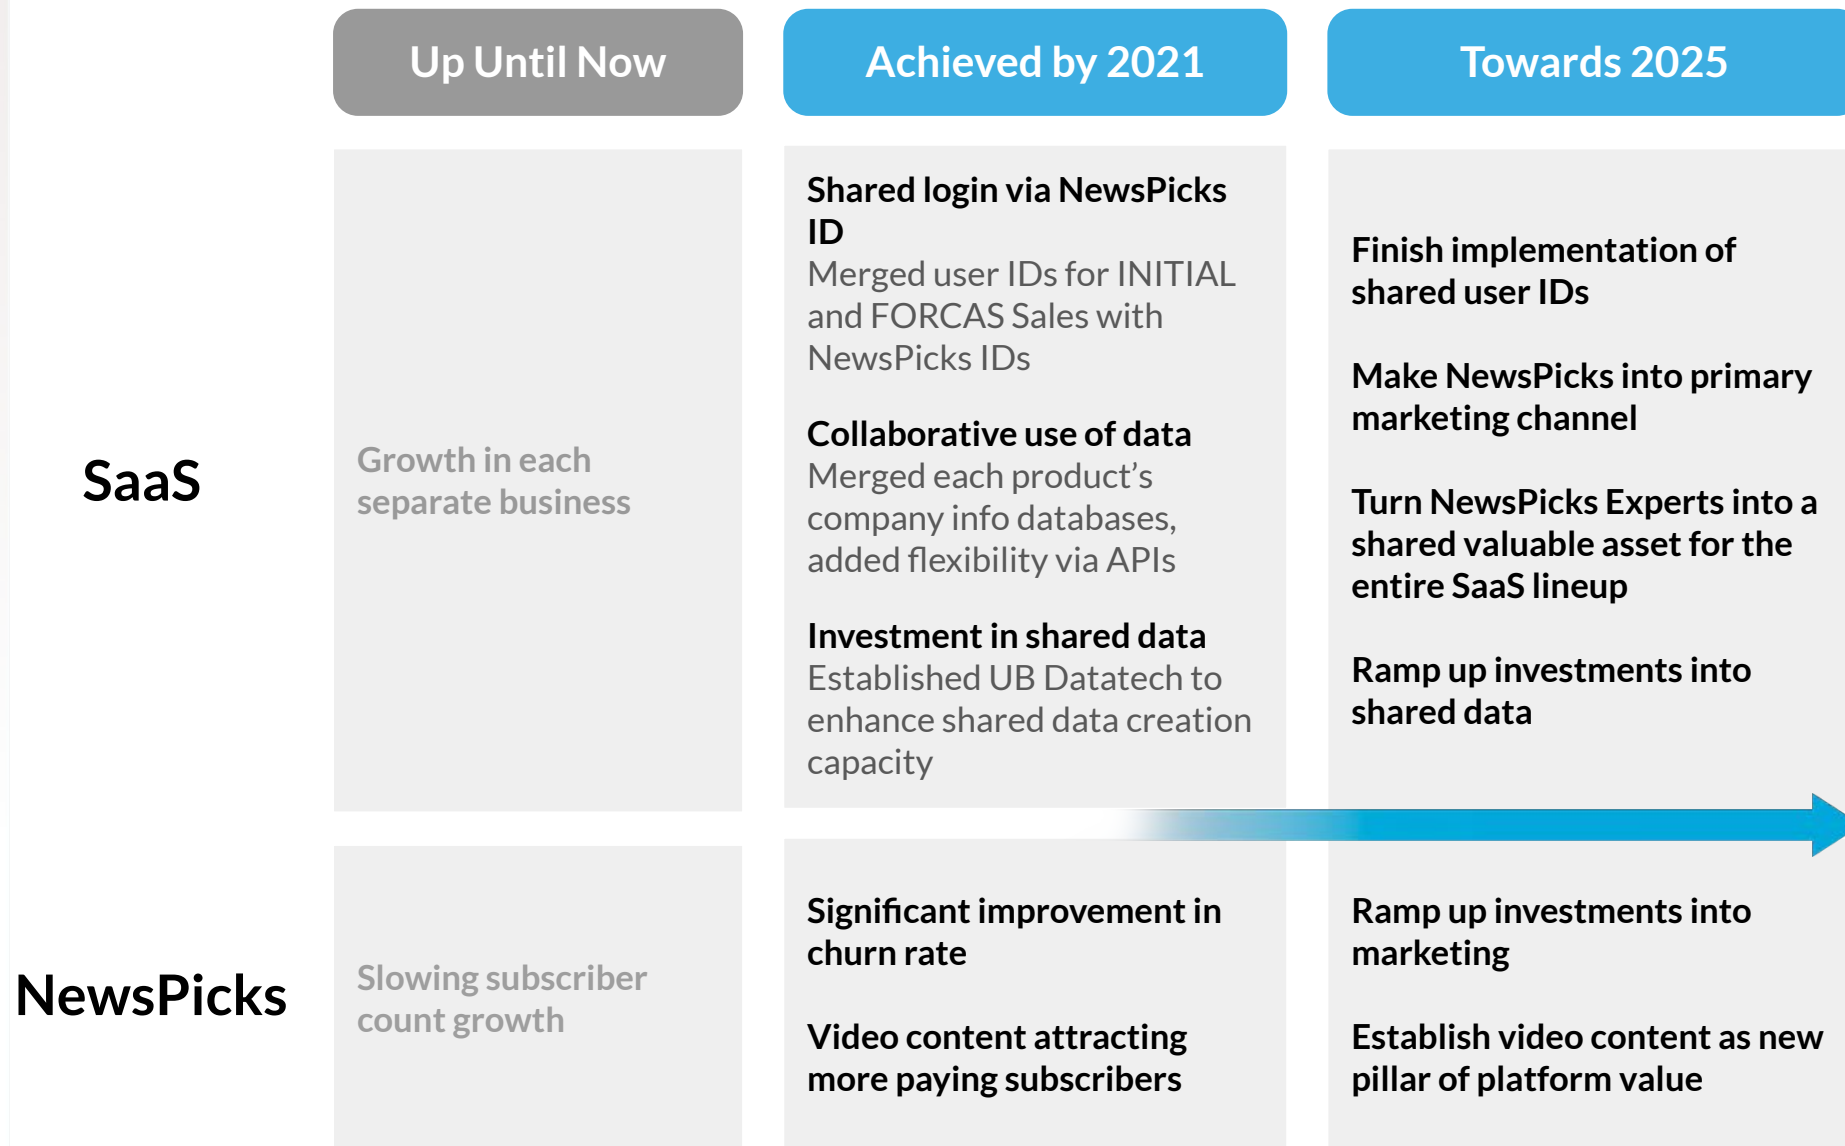 Up Until Now
Achieved by 2021
Towards 2025
SaaS
Growth in each
separate business
Shared login via NewsPicks
ID
Merged user IDs for INITIAL
and FORCAS Sales with
NewsPicks IDs
Collaborative use of data
Merged each product’s
company info databases,
added flexibility via APIs
Investment in shared data
Established UB Datatech to
enhance shared data creation
capacity
Finish implementation of
shared user IDs
Make NewsPicks into primary
marketing channel
Turn NewsPicks Experts into a
shared valuable asset for the
entire SaaS lineup
Ramp up investments into
shared data
NewsPicks
Slowing subscriber
count growth
Significant improvement in
churn rate
Video content attracting
more paying subscribers
Ramp up investments into
marketing
Establish video content as new
pillar of platform value